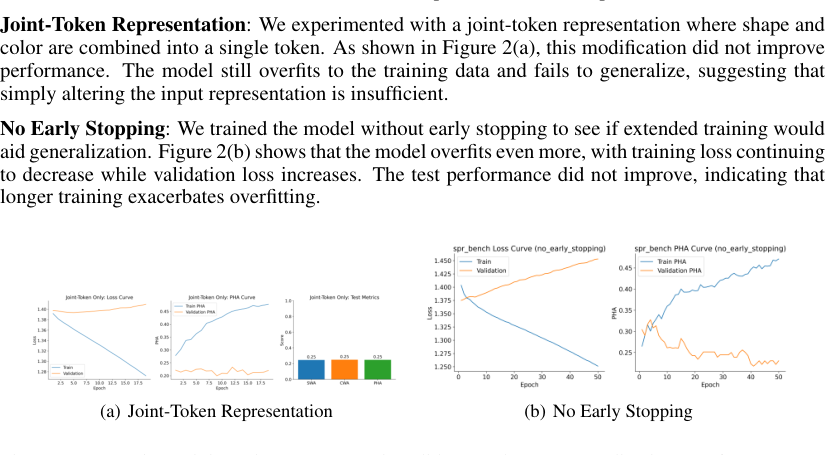 Joint-Token Representation: We experimented with a joint-token representation where shape and
color are combined into a single token. As shown in Figure 2(a), this modification did not improve
performance. The model still overfits to the training data and fails to generalize, suggesting that
simply altering the input representation is insufficient.
No Early Stopping: We trained the model without early stopping to see if extended training would
aid generalization. Figure 2(b) shows that the model overfits even more, with training loss continuing
to decrease while validation loss increases. The test performance did not improve, indicating that
longer training exacerbates overfitting.
Joint-Token Only: Loss Curve
1.40
1.38
1.36
1.34
1.32
1.30
1.28
Loss
Train
Validation
2.5 5.0 7.5 10.0 12.5 15.0 17.5
Epoch
Joint-Token Only: PHA Curve
Train PHA
Validation PHA
0.45
0.40
0.35
0.30
0.25
0.20
PHA
2.5 5.0 7.5 10.0 12.5 15.0 17.5
Epoch
Joint-Token Only: Test Metrics
1.0
0.8
0.6
0.4
0.2
0.0
Score
0.25 0.25 0.25
SWA CWA PHA
(a) Joint-Token Representation
spr_bench Loss Curve (no_early_stopping)
Train
Validation
1.450
1.425
1.400
1.375
1.350
1.325
1.300
1.275
1.250
Loss
0 10 20 30 40 50
Epoch
spr_bench PHA Curve (no_early_stopping)
Train PHA
Validation PHA
0.45
0.40
0.35
0.30
0.25
PHA
0 10 20 30 40 50
Epoch
(b) No Early Stopping